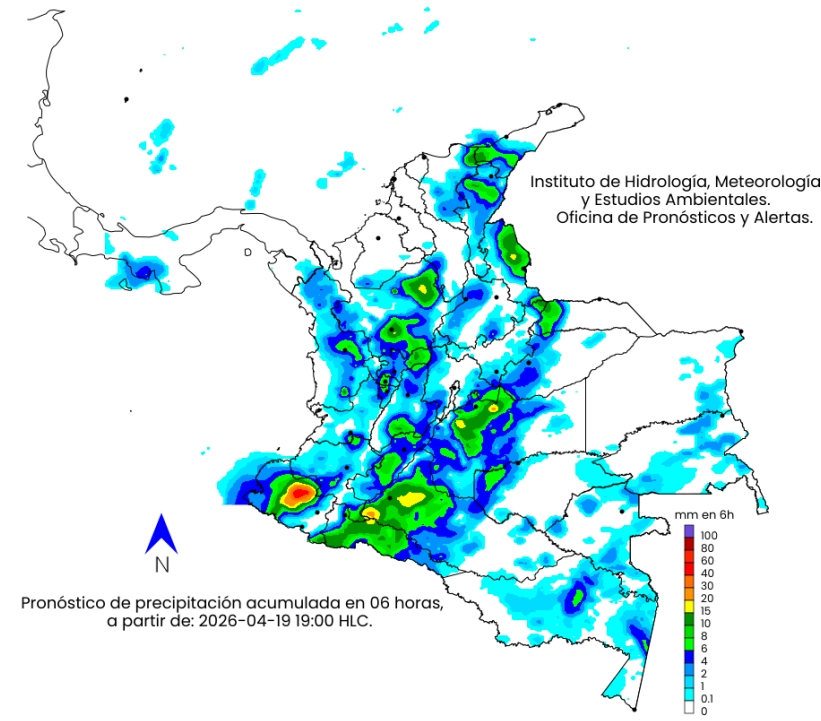 Instituto de Hidrología, Meteorología
y Estudios Ambientales.
Oficina de Pronósticos y Alertas.
mm en 6h
100
80
60
40
30
20
15
10
8
6
4
2
1
0.1
0
N
Pronóstico de precipitación acumulada en 06 horas,
a partir de: 2026-04-19 19:00 HLC.